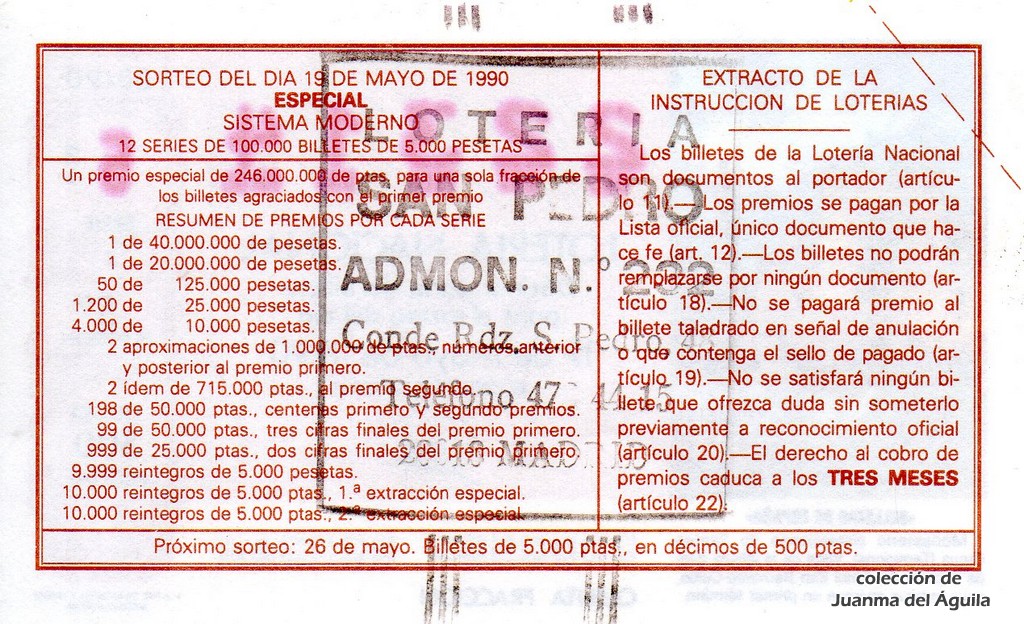 SORTEO DEL DIA 19 DE MAYO DE 1990
ESPECIAL
SISTEMA MODERNO
12 SERIES DE 100.000 BILLETES DE 5.000 PESETAS
Un premio especial de 246.000.000 de ptas. para una sola fracción de
los billetes agraciados con el primer premio
RESUMEN DE PREMIOS POR CADA SERIE
1 de 40.000.000 de pesetas.
1 de 20.000.000 de pesetas.
50 de 125.000 pesetas.
1.200 de 25.000 pesetas.
4.000 de 10.000 pesetas.
2 aproximaciones de 1.000.000 de ptas., números anterior
y posterior al premio primero.
2 ídem de 715.000 ptas., al premio segundo.
198 de 50.000 ptas., centenas primero y segundo premios.
99 de 50.000 ptas., tres cifras finales del premio primero.
999 de 25.000 ptas., dos cifras finales del premio primero.
9.999 reintegros de 5.000 pesetas.
10.000 reintegros de 5.000 ptas., 1.ª extracción especial.
10.000 reintegros de 5.000 ptas., 2.ª extracción especial.
EXTRACTO DE LA
INSTRUCCION DE LOTERIAS
Los billetes de la Lotería Nacional
son documentos al portador (artícu-
lo 11).—Los premios se pagan por la
Lista oficial, único documento que ha-
ce fe (art. 12).—Los billetes no podrán
remplazarse por ningún documento (ar-
tículo 18).—No se pagará premio al
billete taladrado en señal de anulación
o que contenga el sello de pagado (ar-
tículo 19).—No se satisfará ningún bi-
llete que ofrezca duda sin someterlo
previamente a reconocimiento oficial
(artículo 20).—El derecho al cobro de
premios caduca a los TRES MESES
(artículo 22).
Próximo sorteo: 26 de mayo. Billetes de 5.000 ptas., en décimos de 500 ptas.
LOTERIA
SAN PEDRO
ADMON. N.º 202
Conde Rdz. S. Pedro,
Teléfono 47 44 15
MADRID
colección de
Juanma del Águila